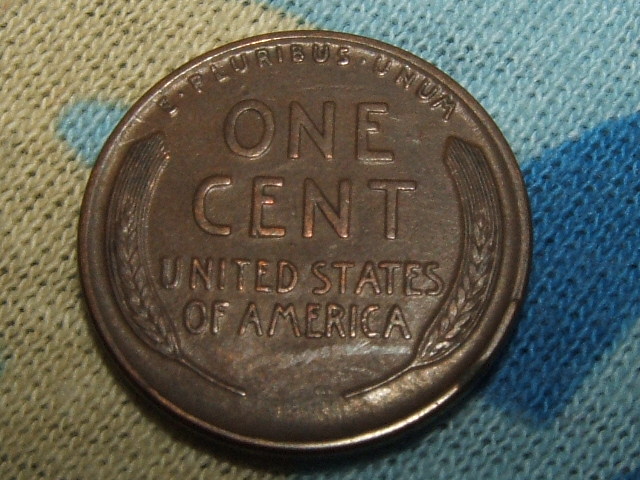 E·PLURIBUS·UNUM
ONE
CENT
UNITED STATES
OF AMERICA